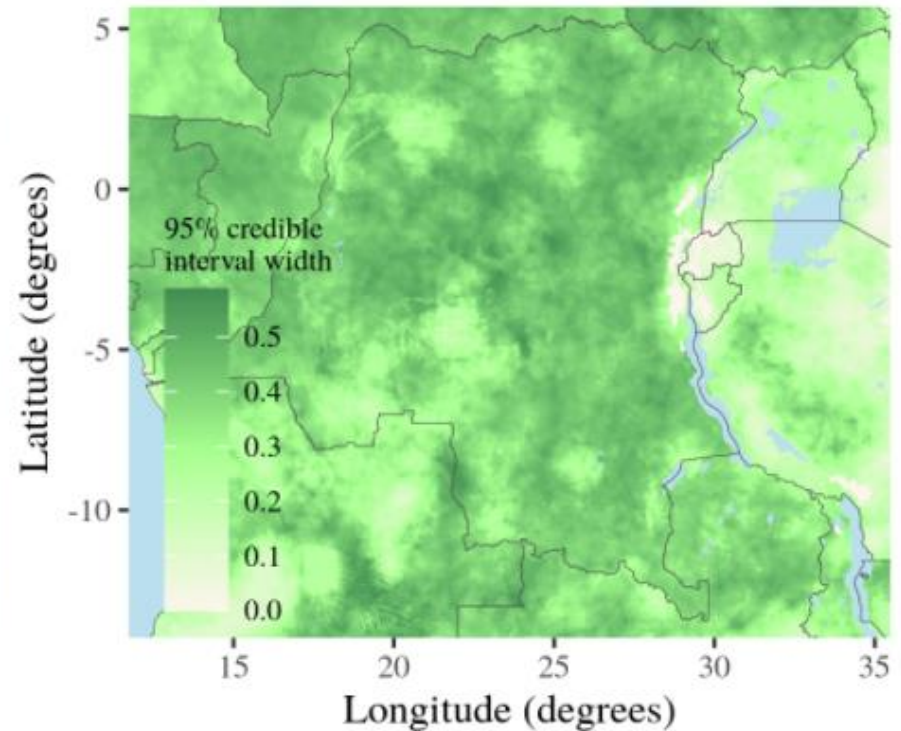 5
0
-5
-10
Latitude (degrees)
95% credible
interval width
0.5
0.4
0.3
0.2
0.1
0.0
15 20 25 30 35
Longitude (degrees)